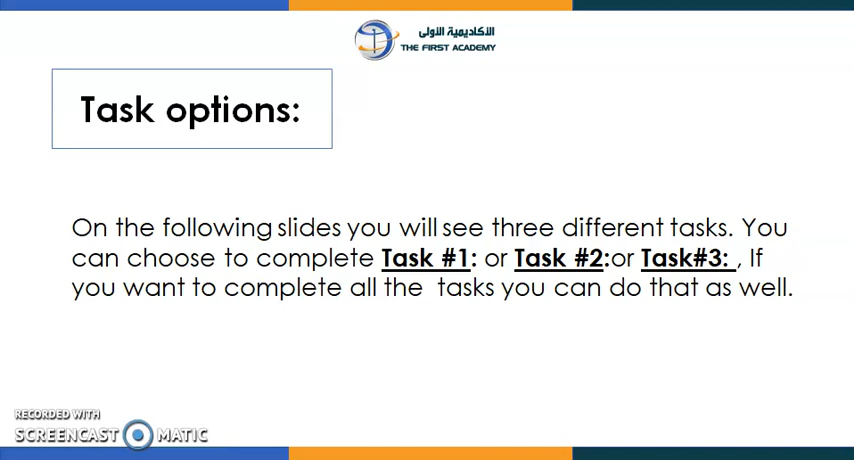 الأكاديمية الأولى
THE FIRST ACADEMY
Task options:
On the following slides you will see three different tasks. You
can choose to complete Task #1: or Task #2:or Task#3: , If
you want to complete all the tasks you can do that as well.
RECORDED WITH
SCREENCAST MATIC